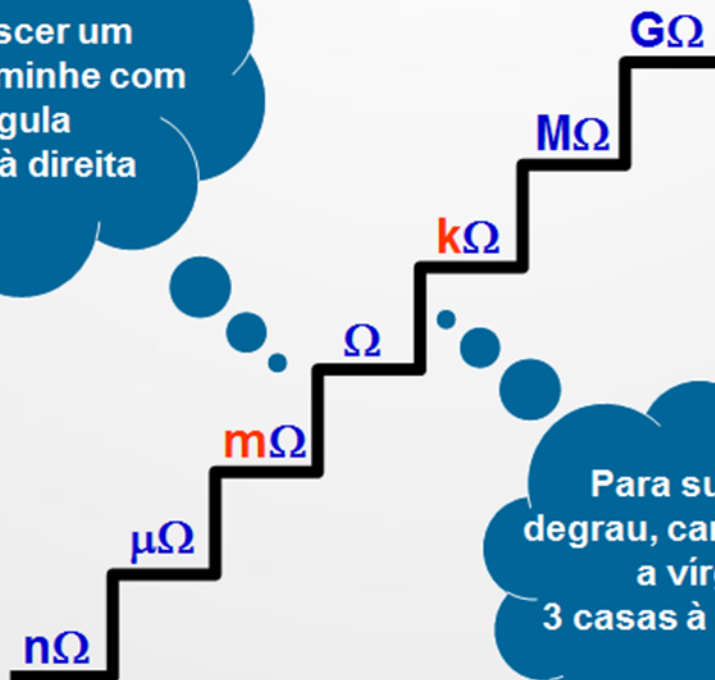 scer um
minhe com
gula
à direita
GΩ
MΩ
kΩ
Ω
mΩ
µΩ
nΩ
Para su
degrau, ca
a vír
3 casas à